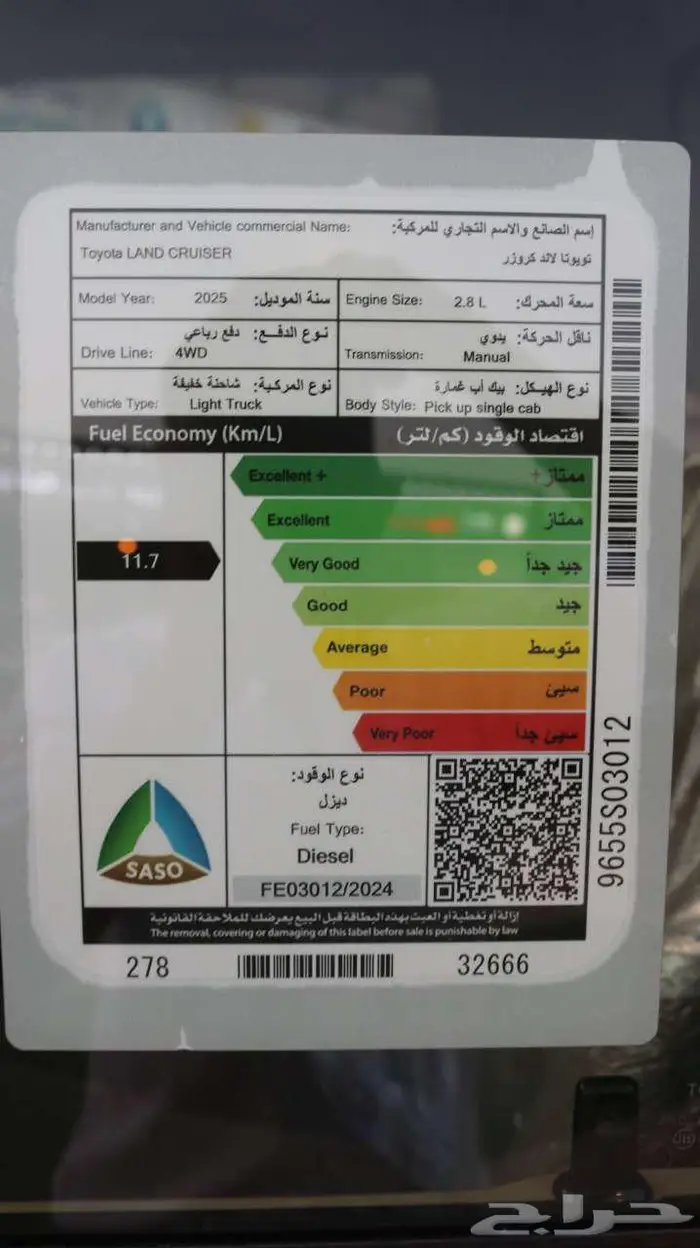 Manufacturer and Vehicle commercial Name: إسم الصانع والاسم التجاري للمركبة:
Toyota LAND CRUISER تويوتا لاند كروزر
Model Year: 2025 سنة الموديل: Engine Size: 2.8 L سعة المحرك:
نوع الدفـــع: دفع رباعي ناقل الحركة: يدوي
Drive Line: 4WD Transmission: Manual
نوع المركبة: شاحنة خفيفة نوع الهيكل: بيك أب غمارة
Vehicle Type: Light Truck Body Style: Pick up single cab
Fuel Economy (Km/L) اقتصاد الوقود (كم/لتر)
Excellent + ممتاز +
Excellent ممتاز
11.7 Very Good جيد جداً
Good جيد
Average متوسط
Poor سيئ
Very Poor سيئ جداً
نوع الوقود:
ديزل
Fuel Type:
Diesel
FE03012/2024
SASO
9655S03012
إزالة أو تغطية أو العبث بهذه البطاقة قبل البيع يعرضك للملاحقة القانونية
The removal, covering or damaging of this label before sale is punishable by law
278 32666
حراج